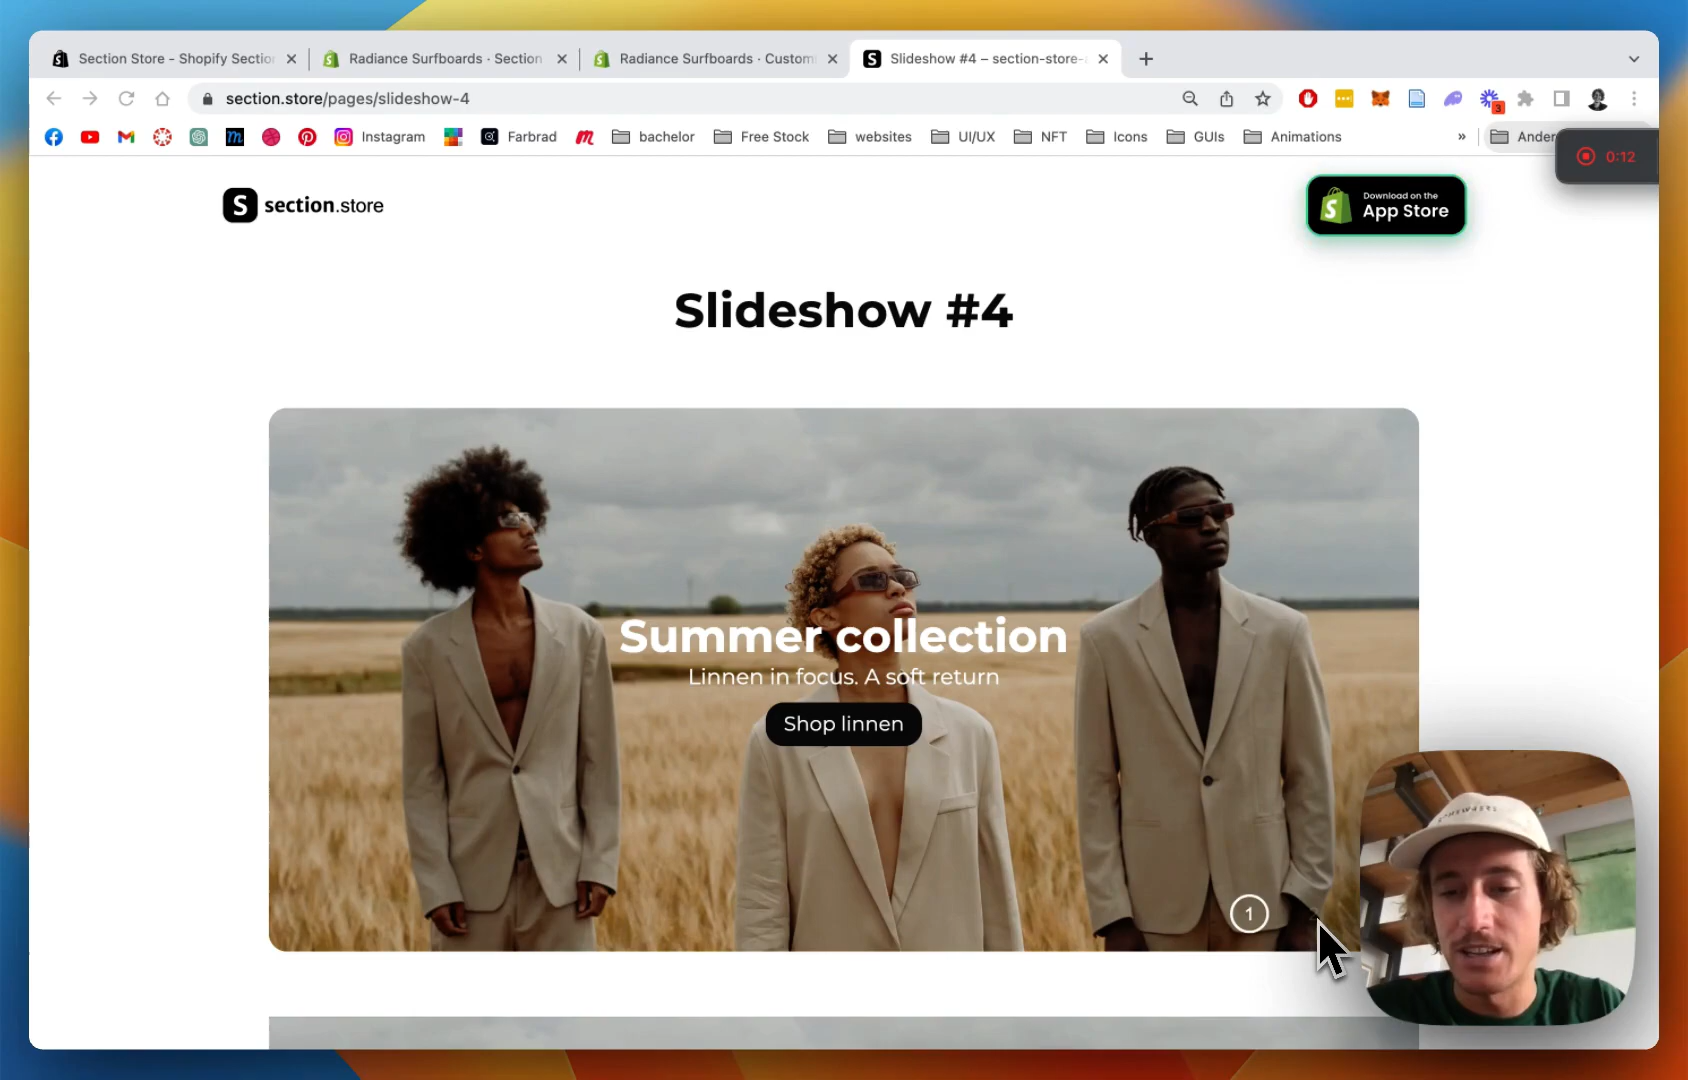 Section Store - Shopify Section
Radiance Surfboards · Section
Radiance Surfboards · Custom
Slideshow #4 – section-store-
section.store/pages/slideshow-4
3
Instagram
Farbrad
bachelor
Free Stock
websites
UI/UX
NFT
Icons
GUIs
Animations
»
Ander
0:12
S section.store
Download on the
App Store
Slideshow #4
Summer collection
Linnen in focus. A soft return
Shop linnen
1